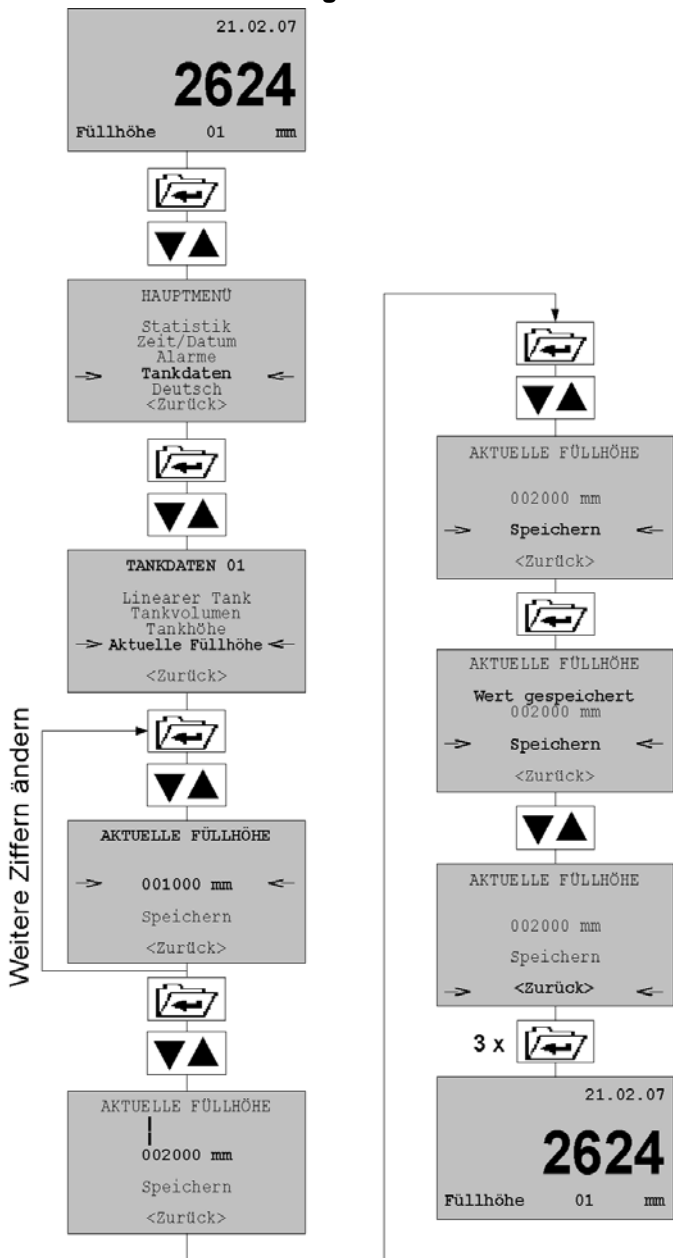 21.02.07
2624
Füllhöhe 01 mm
HAUPTMENÜ
Statistik
Zeit/Datum
Alarme
Tankdaten
Deutsch
<Zurück>
TANKDATEN 01
Linearer Tank
Tankvolumen
Tankhöhe
Aktuelle Füllhöhe
<Zurück>
Weitere Ziffern ändern
AKTUELLE FÜLLHÖHE
001000 mm
Speichern
<Zurück>
AKTUELLE FÜLLHÖHE
002000 mm
Speichern
<Zurück>
AKTUELLE FÜLLHÖHE
002000 mm
Speichern
<Zurück>
AKTUELLE FÜLLHÖHE
Wert gespeichert
002000 mm
Speichern
<Zurück>
AKTUELLE FÜLLHÖHE
002000 mm
Speichern
<Zurück>
3 x
21.02.07
2624
Füllhöhe 01 mm